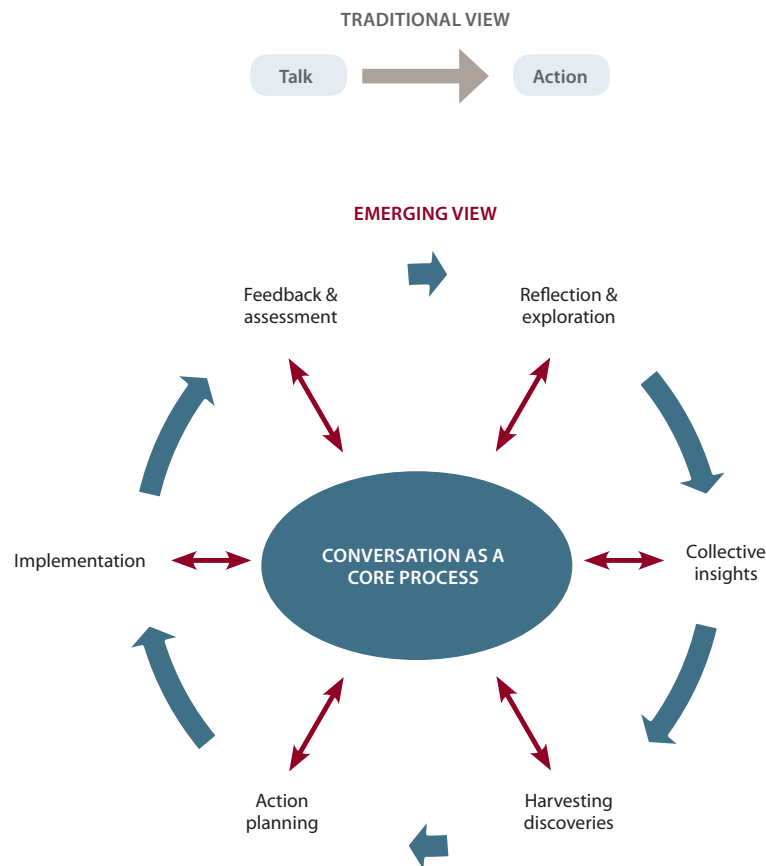 TRADITIONAL VIEW
Talk
Action
EMERGING VIEW
Feedback &
assessment
Reflection &
exploration
Implementation
CONVERSATION AS A
CORE PROCESS
Collective
insights
Action
planning
Harvesting
discoveries